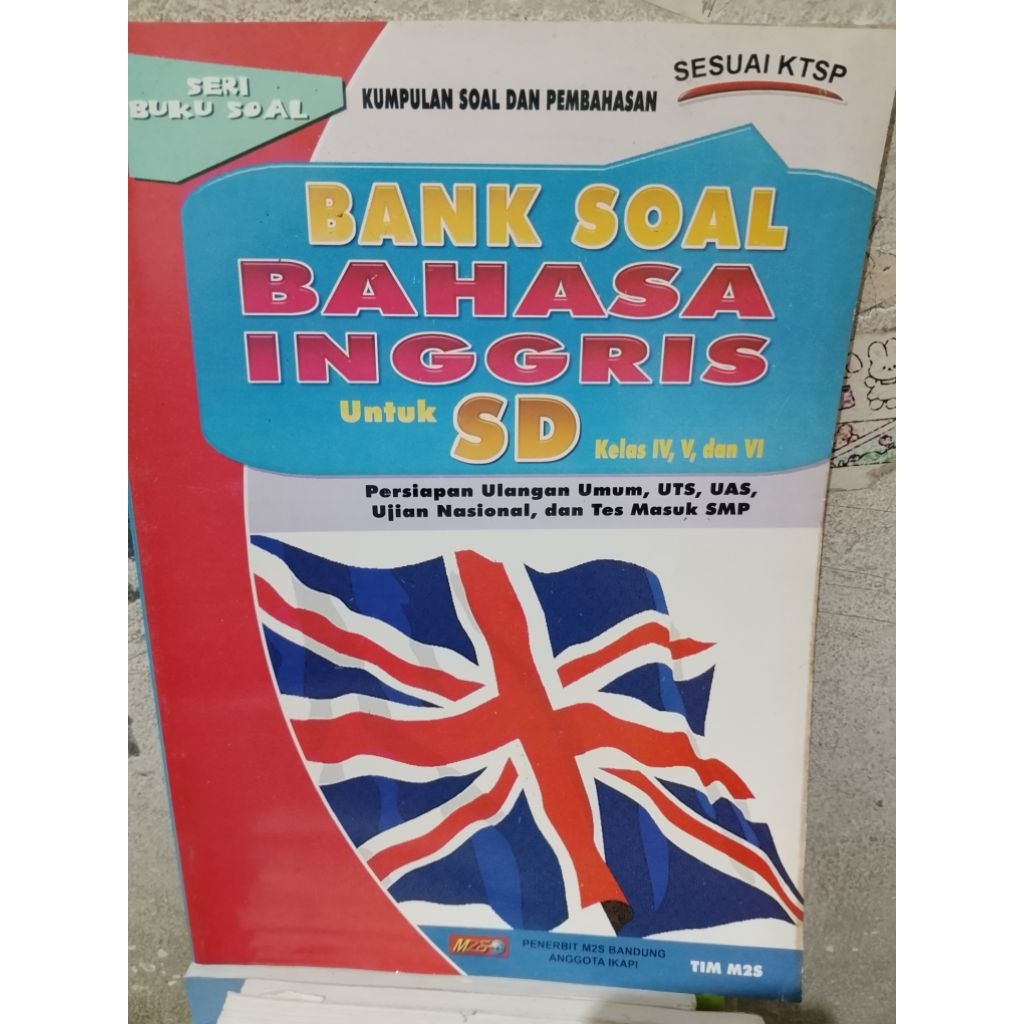 SERI
BUKU SOAL
KUMPULAN SOAL DAN PEMBAHASAN
SESUAI KTSP
BANK SOAL
BAHASA
INGGRIS
Untuk SD Kelas IV, V, dan VI
Persiapan Ulangan Umum, UTS, UAS,
Ujian Nasional, dan Tes Masuk SMP
M2S
PENERBIT M2S BANDUNG
ANGGOTA IKAPI
TIM M2S